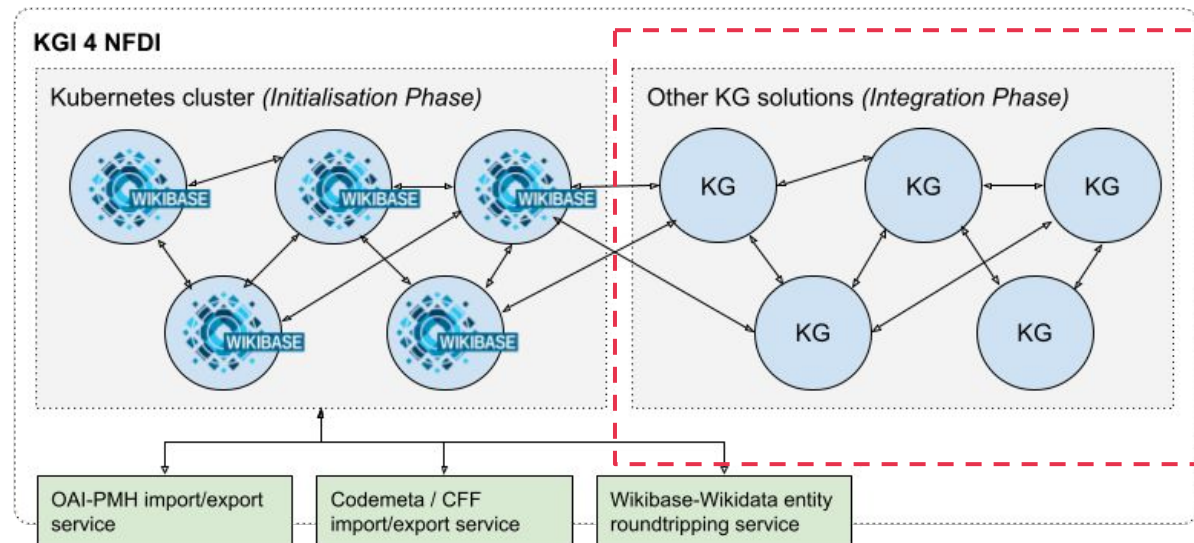 KGI 4 NFDI
Kubernetes cluster (Initialisation Phase)
Other KG solutions (Integration Phase)
WIKIBASE
WIKIBASE
WIKIBASE
KG
KG
KG
WIKIBASE
WIKIBASE
KG
KG
OAI-PMH import/export
service
Codemeta / CFF
import/export service
Wikibase-Wikidata entity
roundtripping service